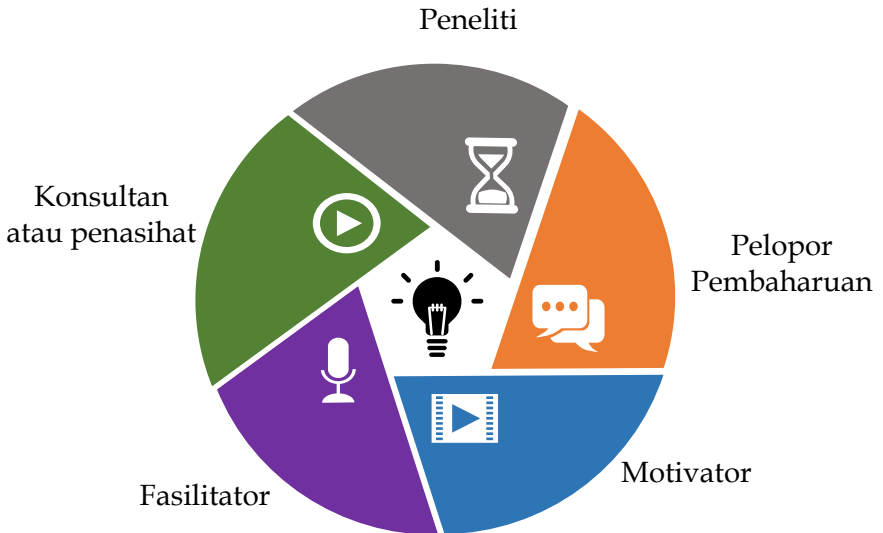 Peneliti
Konsultan
atau penasihat
Pelopor
Pembaharuan
Motivator
Fasilitator